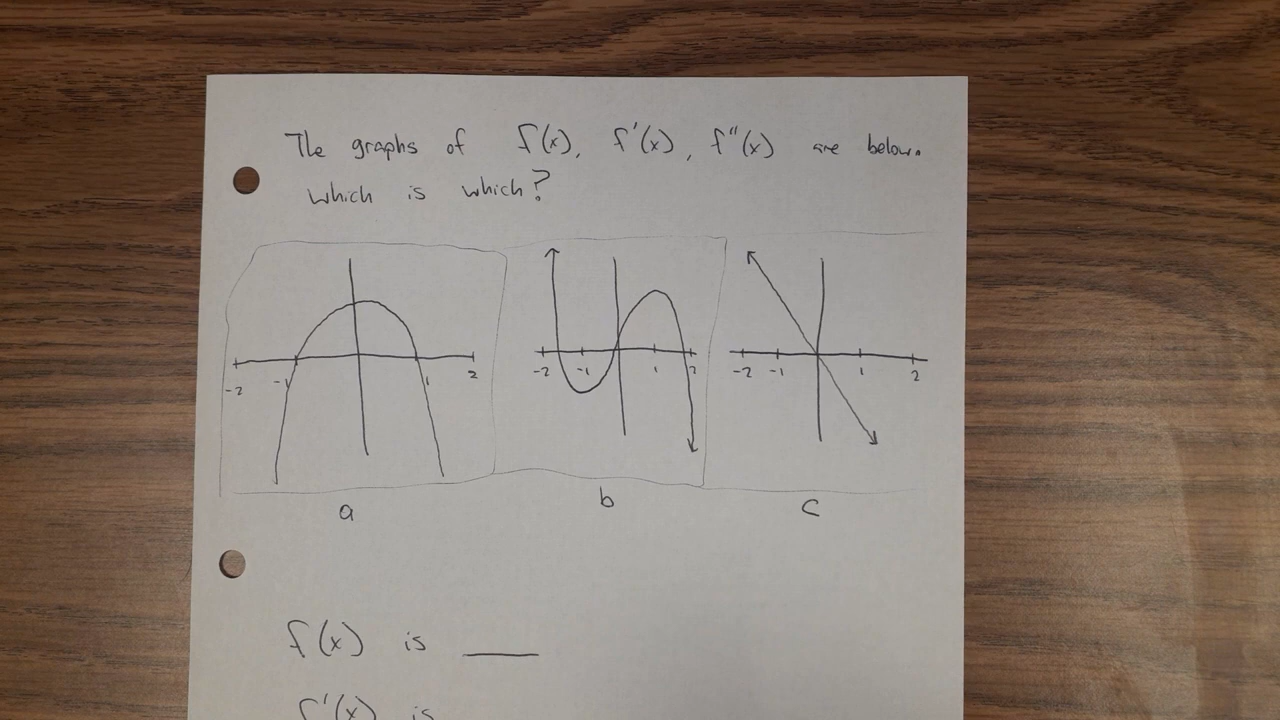 The graphs of f(x), f'(x), f"(x) are below.
which is which?
-2 -1 1 2
-2 -1 1 2
-2 -1 1 2
a b c
f(x) is ____
f'(x) is